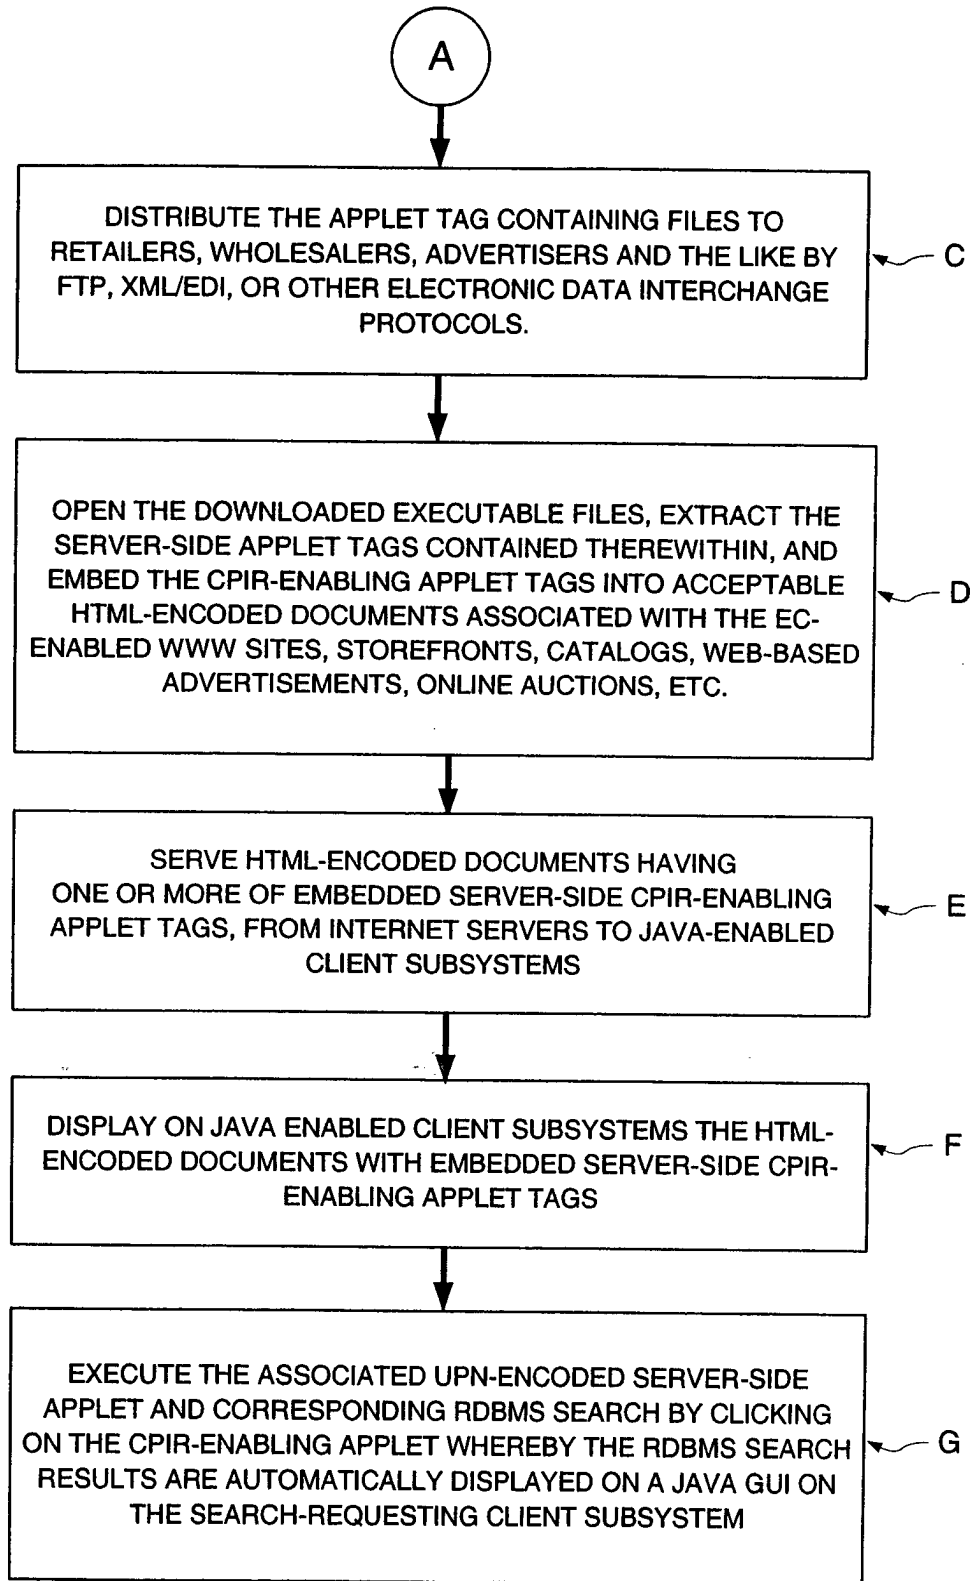 A
DISTRIBUTE THE APPLET TAG CONTAINING FILES TO
RETAILERS, WHOLESALERS, ADVERTISERS AND THE LIKE BY
FTP, XML/EDI, OR OTHER ELECTRONIC DATA INTERCHANGE
PROTOCOLS.
C
OPEN THE DOWNLOADED EXECUTABLE FILES, EXTRACT THE
SERVER-SIDE APPLET TAGS CONTAINED THEREWITHIN, AND
EMBED THE CPIR-ENABLING APPLET TAGS INTO ACCEPTABLE
HTML-ENCODED DOCUMENTS ASSOCIATED WITH THE EC-
ENABLED WWW SITES, STOREFRONTS, CATALOGS, WEB-BASED
ADVERTISEMENTS, ONLINE AUCTIONS, ETC.
D
SERVE HTML-ENCODED DOCUMENTS HAVING
ONE OR MORE OF EMBEDDED SERVER-SIDE CPIR-ENABLING
APPLET TAGS, FROM INTERNET SERVERS TO JAVA-ENABLED
CLIENT SUBSYSTEMS
E
DISPLAY ON JAVA ENABLED CLIENT SUBSYSTEMS THE HTML-
ENCODED DOCUMENTS WITH EMBEDDED SERVER-SIDE CPIR-
ENABLING APPLET TAGS
F
EXECUTE THE ASSOCIATED UPN-ENCODED SERVER-SIDE
APPLET AND CORRESPONDING RDBMS SEARCH BY CLICKING
ON THE CPIR-ENABLING APPLET WHEREBY THE RDBMS SEARCH
RESULTS ARE AUTOMATICALLY DISPLAYED ON A JAVA GUI ON
THE SEARCH-REQUESTING CLIENT SUBSYSTEM
G